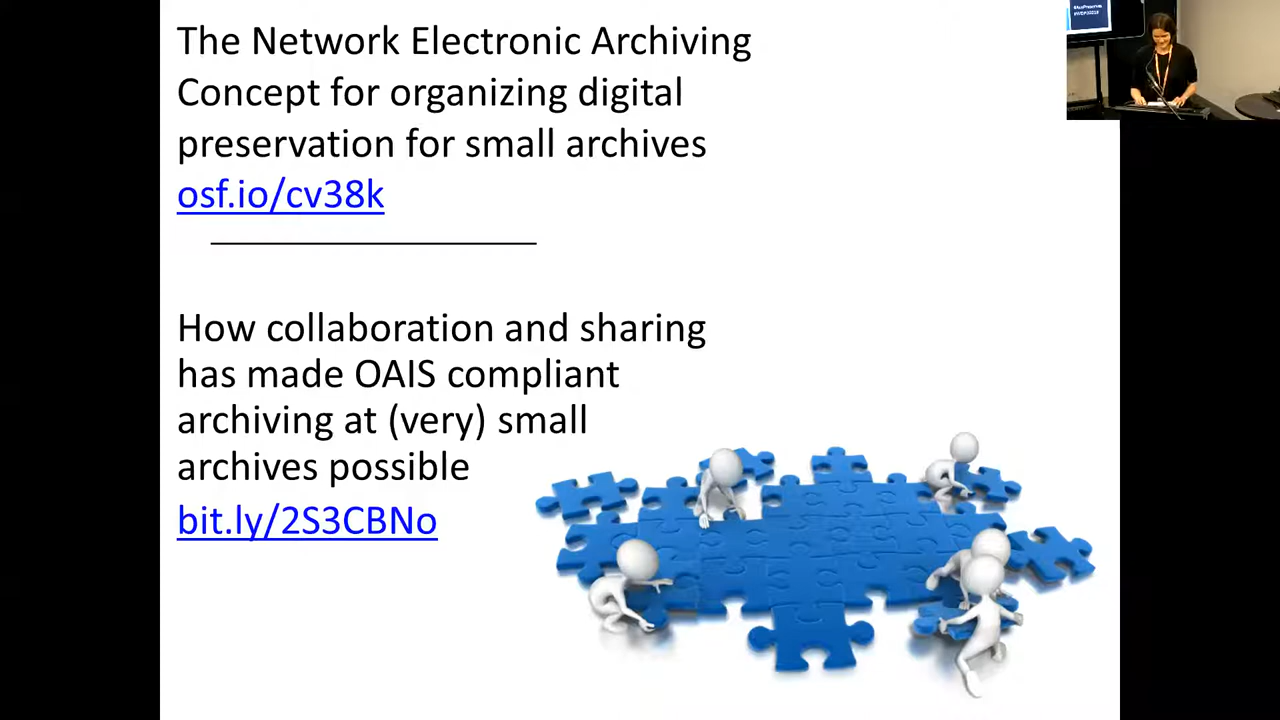 The Network Electronic Archiving
Concept for organizing digital
preservation for small archives
osf.io/cv38k
How collaboration and sharing
has made OAIS compliant
archiving at (very) small
archives possible
bit.ly/2S3CBNo